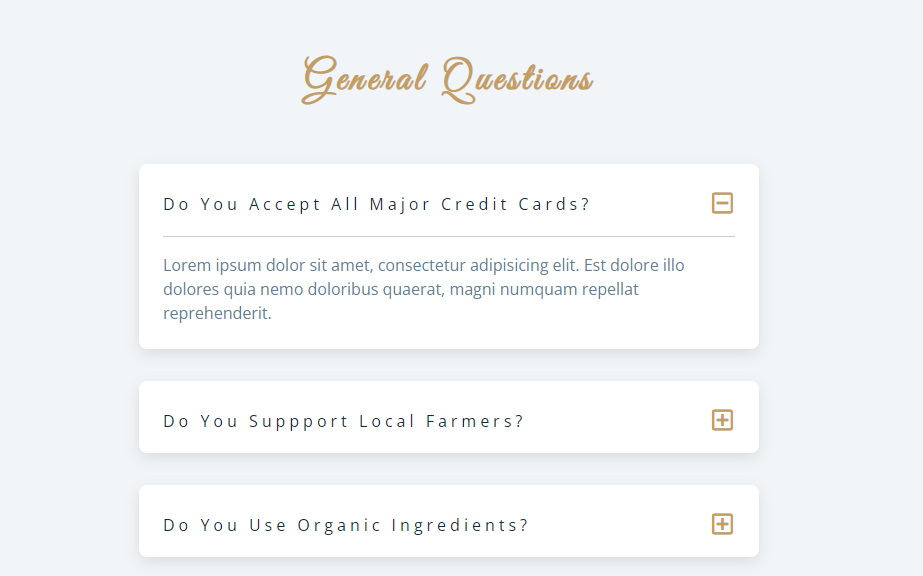 General Questions
Do You Accept All Major Credit Cards?
Lorem ipsum dolor sit amet, consectetur adipisicing elit. Est dolore illo
dolores quia nemo doloribus quaerat, magni numquam repellat
reprehenderit.
Do You Suppport Local Farmers?
Do You Use Organic Ingredients?